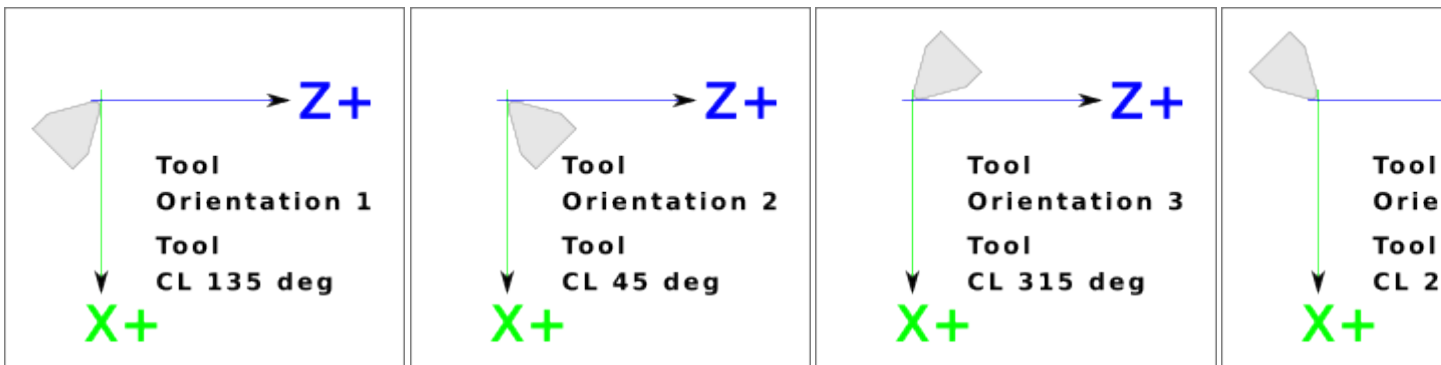 Z+
Tool
Orientation 1
Tool
CL 135 deg
X+
Z+
Tool
Orientation 2
Tool
CL 45 deg
X+
Z+
Tool
Orientation 3
Tool
CL 315 deg
X+
Tool
Tool
CL
X+